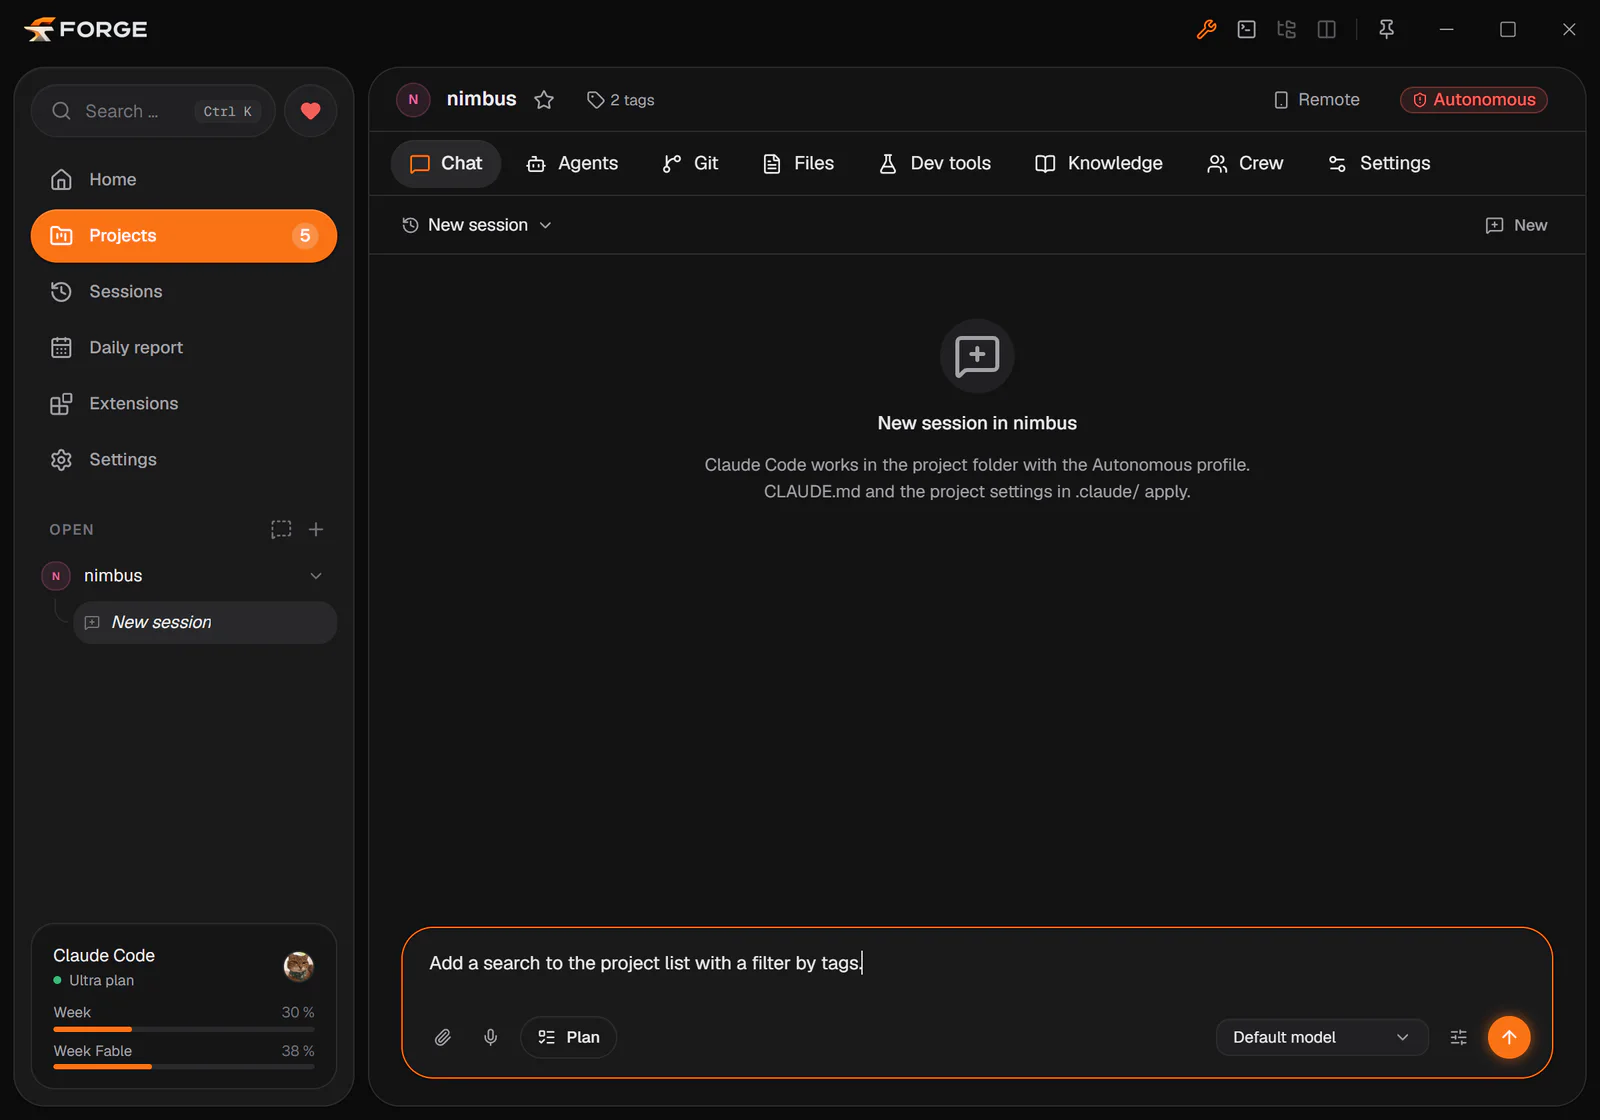 FORGE
Search ...
Ctrl K
Home
Projects
5
Sessions
Daily report
Extensions
Settings
OPEN
N
nimbus
New session
Claude Code
Ultra plan
Week
30 %
Week Fable
38 %
N
nimbus
2 tags
Remote
Autonomous
Chat
Agents
Git
Files
Dev tools
Knowledge
Crew
Settings
New session
New
New session in nimbus
Claude Code works in the project folder with the Autonomous profile.
CLAUDE.md and the project settings in .claude/ apply.
Add a search to the project list with a filter by tags.
Plan
Default model